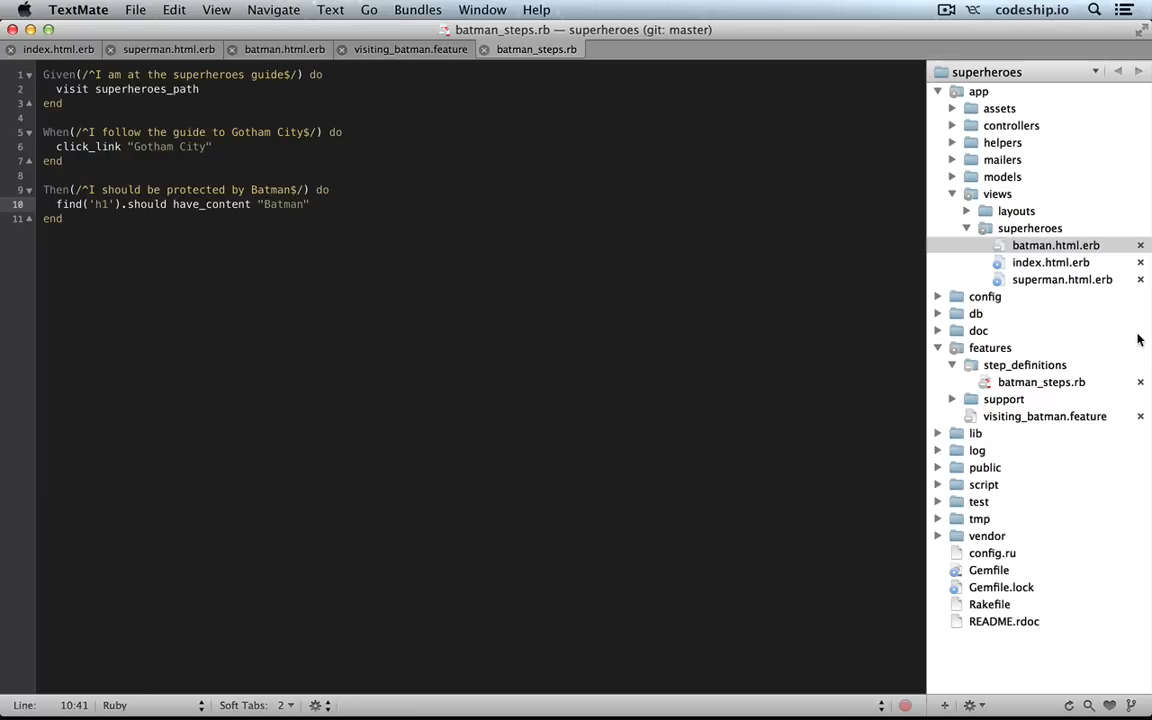 TextMate File Edit View Navigate Text Go Bundles Window Help codeship.io
batman_steps.rb — superheroes (git: master)
index.html.erb superman.html.erb batman.html.erb visiting_batman.feature batman_steps.rb
1 Given(/^I am at the superheroes guide$/) do
2 visit superheroes_path
3 end
4
5 When(/^I follow the guide to Gotham City$/) do
6 click_link "Gotham City"
7 end
8
9 Then(/^I should be protected by Batman$/) do
10 find('h1').should have_content "Batman"
11 end
superheroes
app
assets
controllers
helpers
mailers
models
views
layouts
superheroes
batman.html.erb
index.html.erb
superman.html.erb
config
db
doc
features
step_definitions
batman_steps.rb
support
visiting_batman.feature
lib
log
public
script
test
tmp
vendor
config.ru
Gemfile
Gemfile.lock
Rakefile
README.rdoc
Line: 10:41 Ruby Soft Tabs: 2